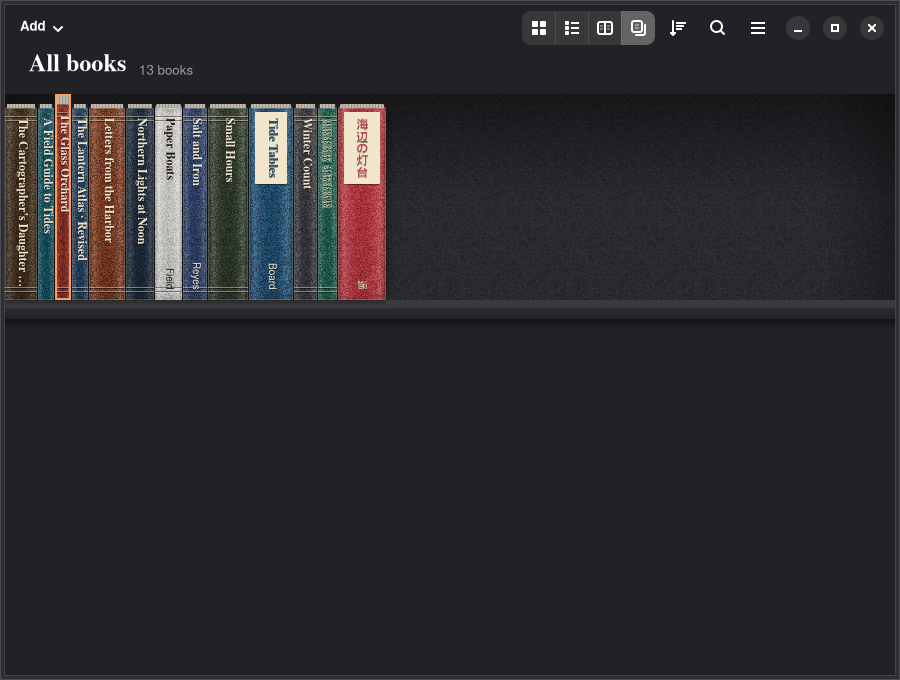 Add
All books
13 books
The Cartographer's Daughter …
A Field Guide to Tides
The Glass Orchard
The Lantern Atlas · Revised
Letters from the Harbor
Northern Lights at Noon
Paper Boats
Field
Salt and Iron
Reyes
Small Hours
Tide Tables
Board
Winter Count
海辺の灯台